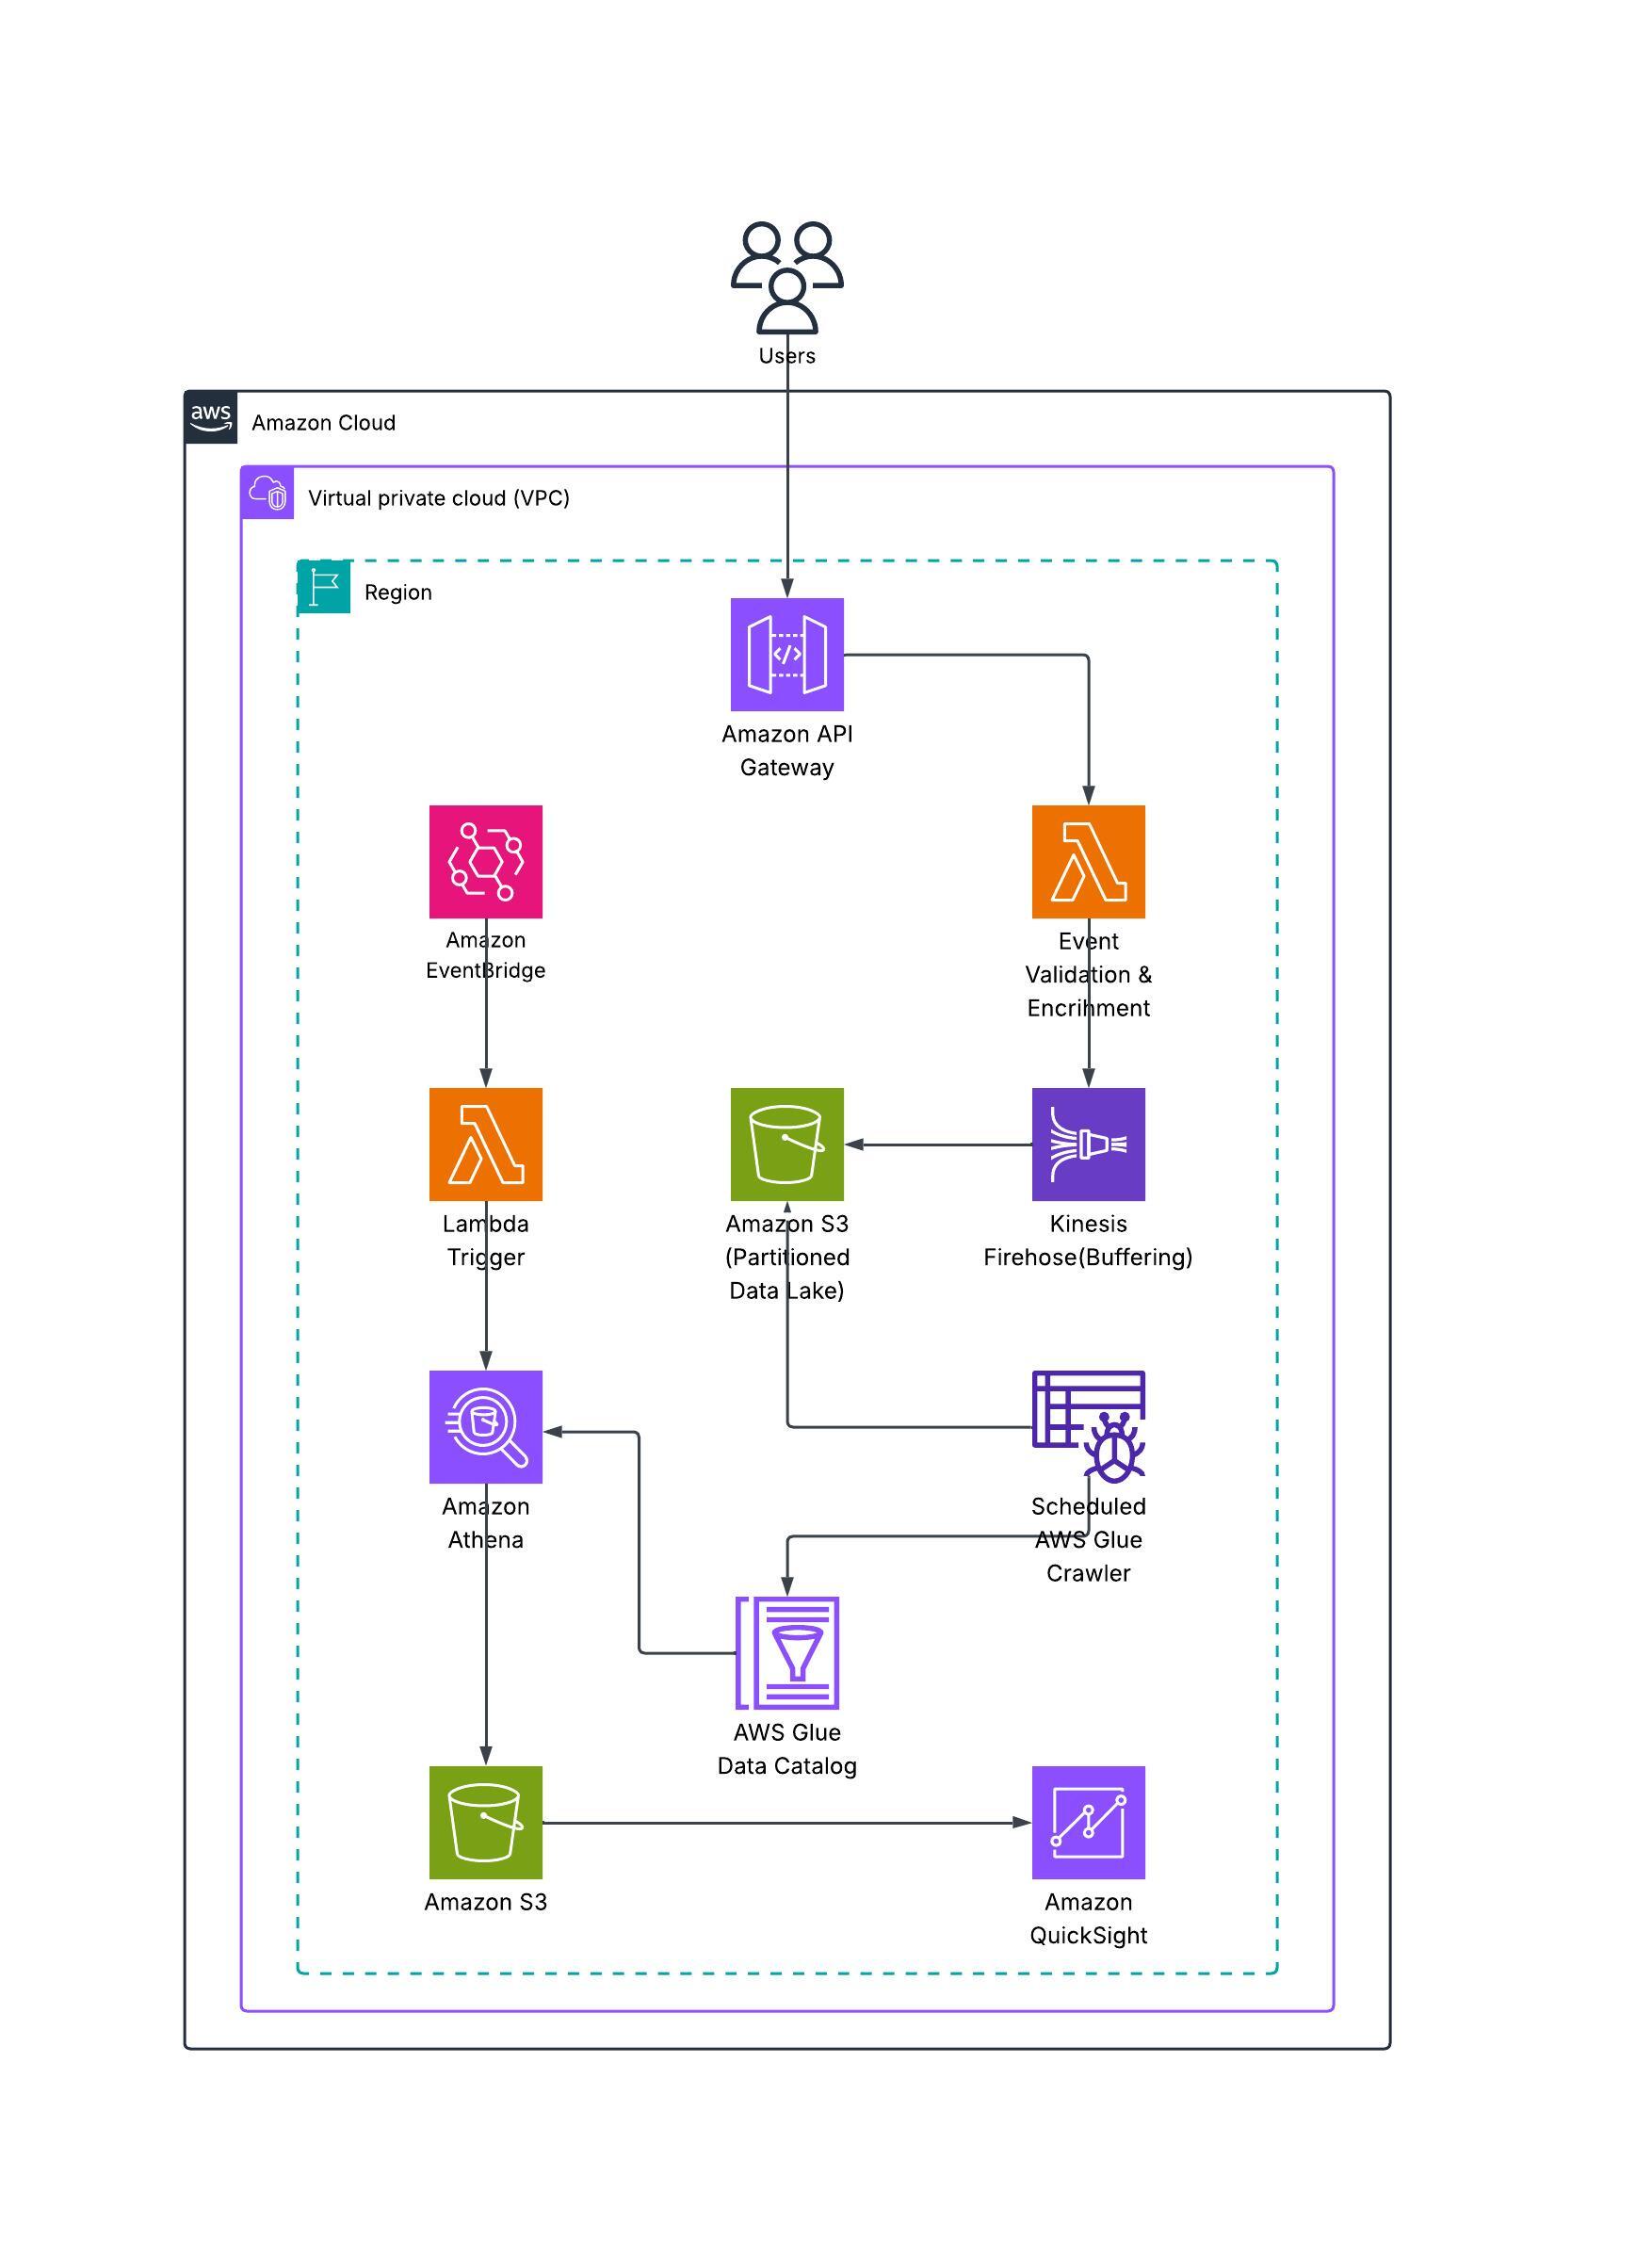 Users
aws
Amazon Cloud
Virtual private cloud (VPC)
Region
</>
Amazon API
Gateway
Amazon
EventBridge
Event
Validation &
Encrihment
Lambda
Trigger
Amazon S3
(Partitioned
Data Lake)
Kinesis
Firehose(Buffering)
Amazon
Athena
Scheduled
AWS Glue
Crawler
AWS Glue
Data Catalog
Amazon S3
Amazon
QuickSight